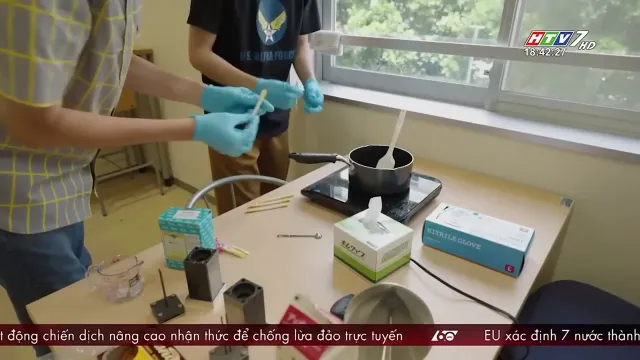 HTV7 HD
18:42:27
U.S. AIR FORCE
NITRILE GLOVE
E
t động chiến dịch nâng cao nhận thức để chống lừa đảo trực tuyến
60
EU xác định 7 nước thành